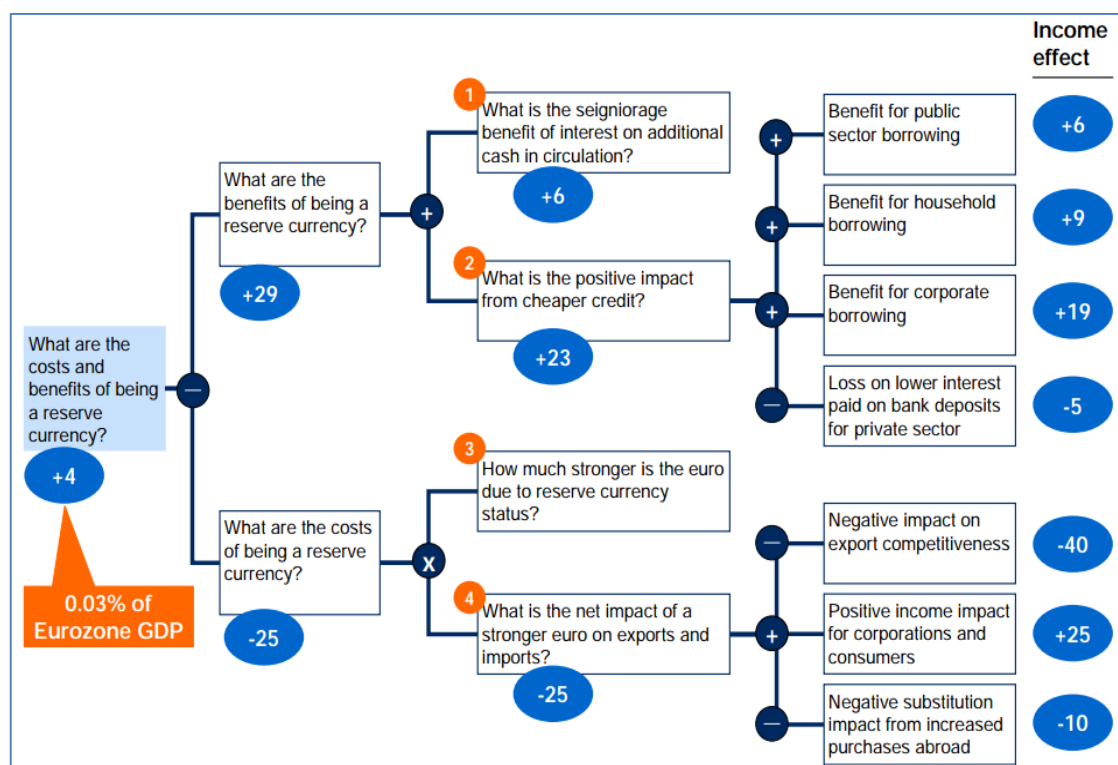 Income
effect
1
What is the seigniorage
benefit of interest on additional
cash in circulation?
+6
+
Benefit for public
sector borrowing
+6
What are the
benefits of being a
reserve currency?
+29
+
+
Benefit for household
borrowing
+9
2
What is the positive impact
from cheaper credit?
+23
+
Benefit for corporate
borrowing
+19
What are the
costs and
benefits of being
a reserve
currency?
+4
—
—
Loss on lower interest
paid on bank deposits
for private sector
-5
0.03% of
Eurozone GDP
3
How much stronger is the euro
due to reserve currency
status?
What are the costs
of being a reserve
currency?
-25
x
—
Negative impact on
export competitiveness
-40
4
What is the net impact of a
stronger euro on exports and
imports?
-25
+
Positive income impact
for corporations and
consumers
+25
—
Negative substitution
impact from increased
purchases abroad
-10